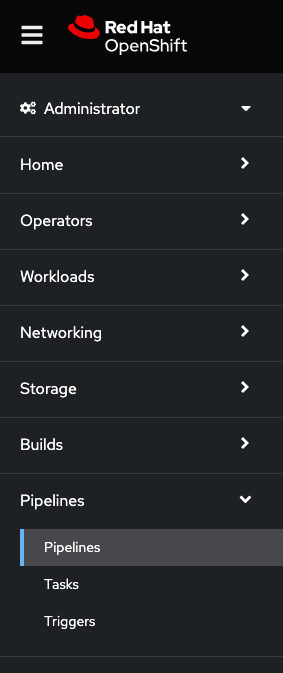 Red Hat
OpenShift
Administrator
Home
Operators
Workloads
Networking
Storage
Builds
Pipelines
Pipelines
Tasks
Triggers